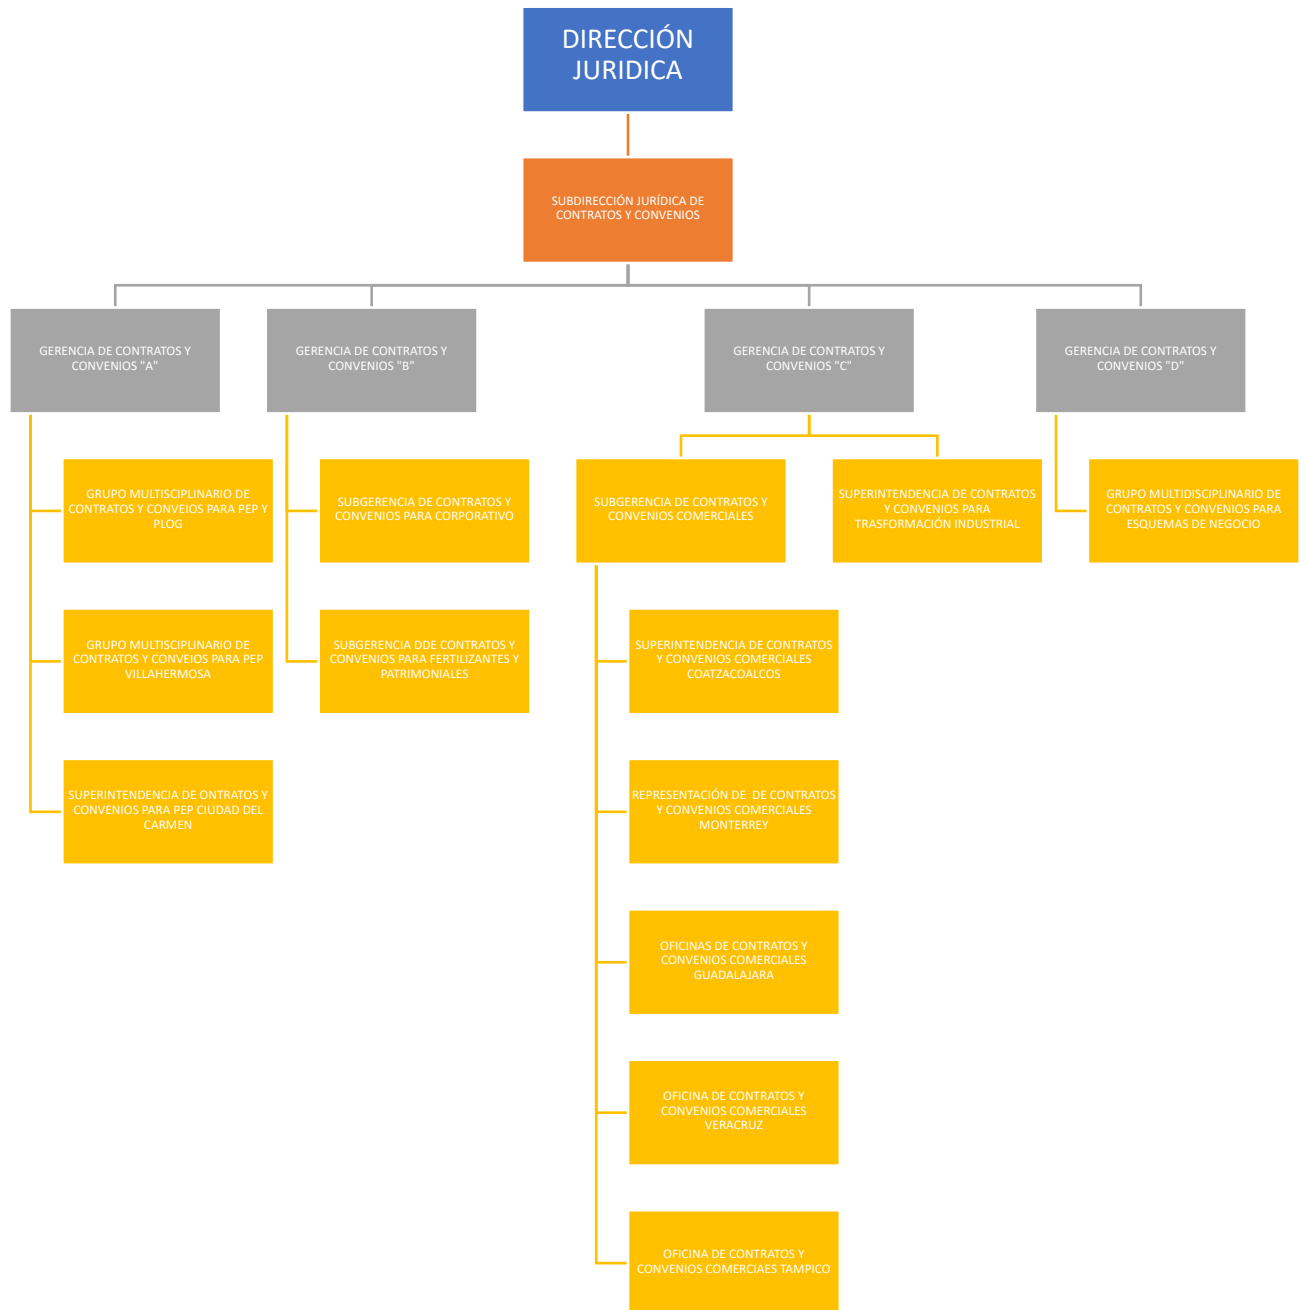 DIRECCIÓN
JURIDICA
SUBDIRECCIÓN JURÍDICA DE
CONTRATOS Y CONVENIOS
GERENCIA DE CONTRATOS Y
CONVENIOS "A"
GERENCIA DE CONTRATOS Y
CONVENIOS "B"
GERENCIA DE CONTRATOS Y
CONVENIOS "C"
GERENCIA DE CONTRATOS Y
CONVENIOS "D"
GRUPO MULTISCIPLINARIO DE
CONTRATOS Y CONVEIOS PARA PEP Y
PLOG
SUBGERENCIA DE CONTRATOS Y
CONVENIOS PARA CORPORATIVO
SUBGERENCIA DE CONTRATOS Y
CONVENIOS COMERCIALES
SUPERINTENDENCIA DE CONTRATOS
Y CONVENIOS PARA
TRASFORMACIÓN INDUSTRIAL
GRUPO MULTIDISCIPLINARIO DE
CONTRATOS Y CONVENIOS PARA
ESQUEMAS DE NEGOCIO
GRUPO MULTISCIPLINARIO DE
CONTRATOS Y CONVEIOS PARA PEP
VILLAHERMOSA
SUBGERENCIA DDE CONTRATOS Y
CONVENIOS PARA FERTILIZANTES Y
PATRIMONIALES
SUPERINTENDENCIA DE CONTRATOS
Y CONVENIOS COMERCIALES
COATZACOALCOS
SUPERINTENDENCIA DE ONTRATOS Y
CONVENIOS PARA PEP CIUDAD DEL
CARMEN
REPRESENTACIÓN DE  DE CONTRATOS
Y CONVENIOS COMERCIALES
MONTERREY
OFICINAS DE CONTRATOS Y
CONVENIOS COMERCIALES
GUADALAJARA
OFICINA DE CONTRATOS Y
CONVENIOS COMERCIALES
VERACRUZ
OFICINA DE CONTRATOS Y
CONVENIOS COMERCIAES TAMPICO